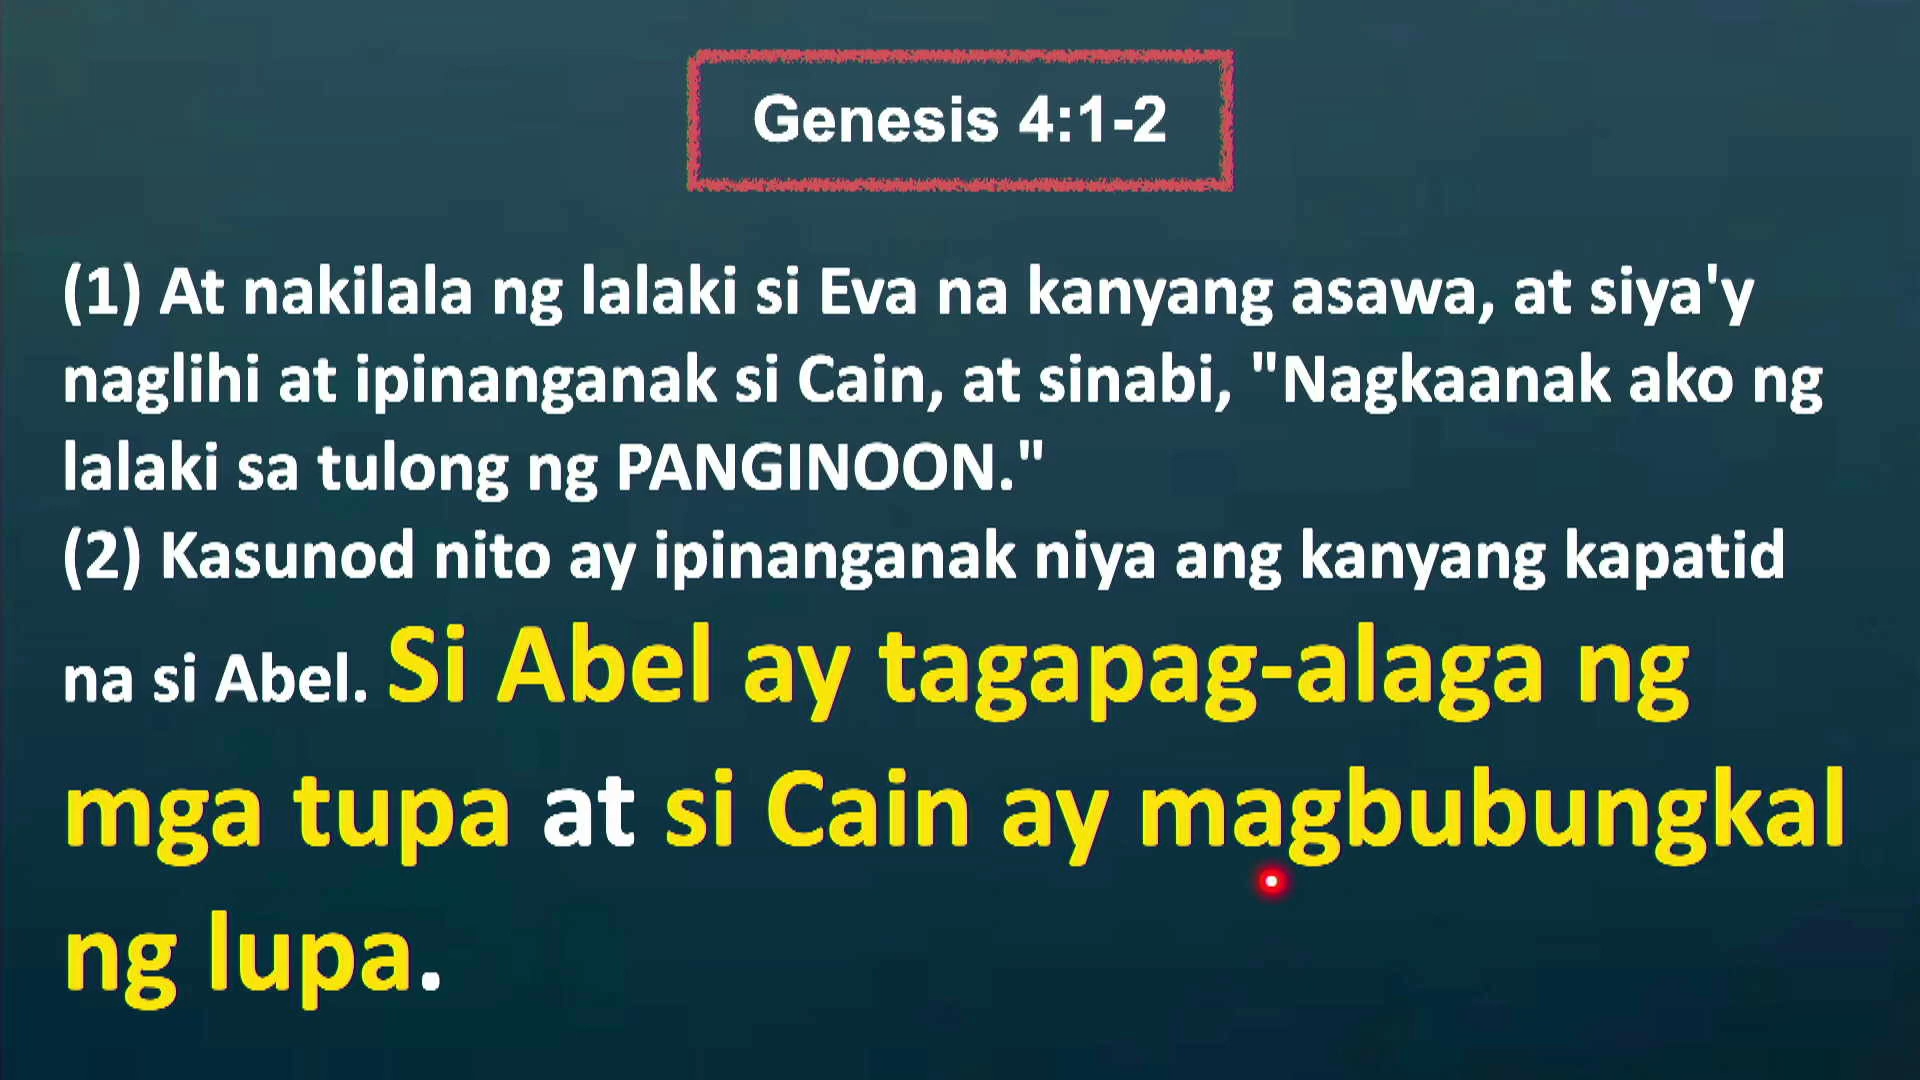 Genesis 4:1-2
(1) At nakilala ng lalaki si Eva na kanyang asawa, at siya'y
naglihi at ipinanganak si Cain, at sinabi, "Nagkaanak ako ng
lalaki sa tulong ng PANGINOON."
(2) Kasunod nito ay ipinanganak niya ang kanyang kapatid
na si Abel. Si Abel ay tagapag-alaga ng
mga tupa at si Cain ay magbubungkal
ng lupa.